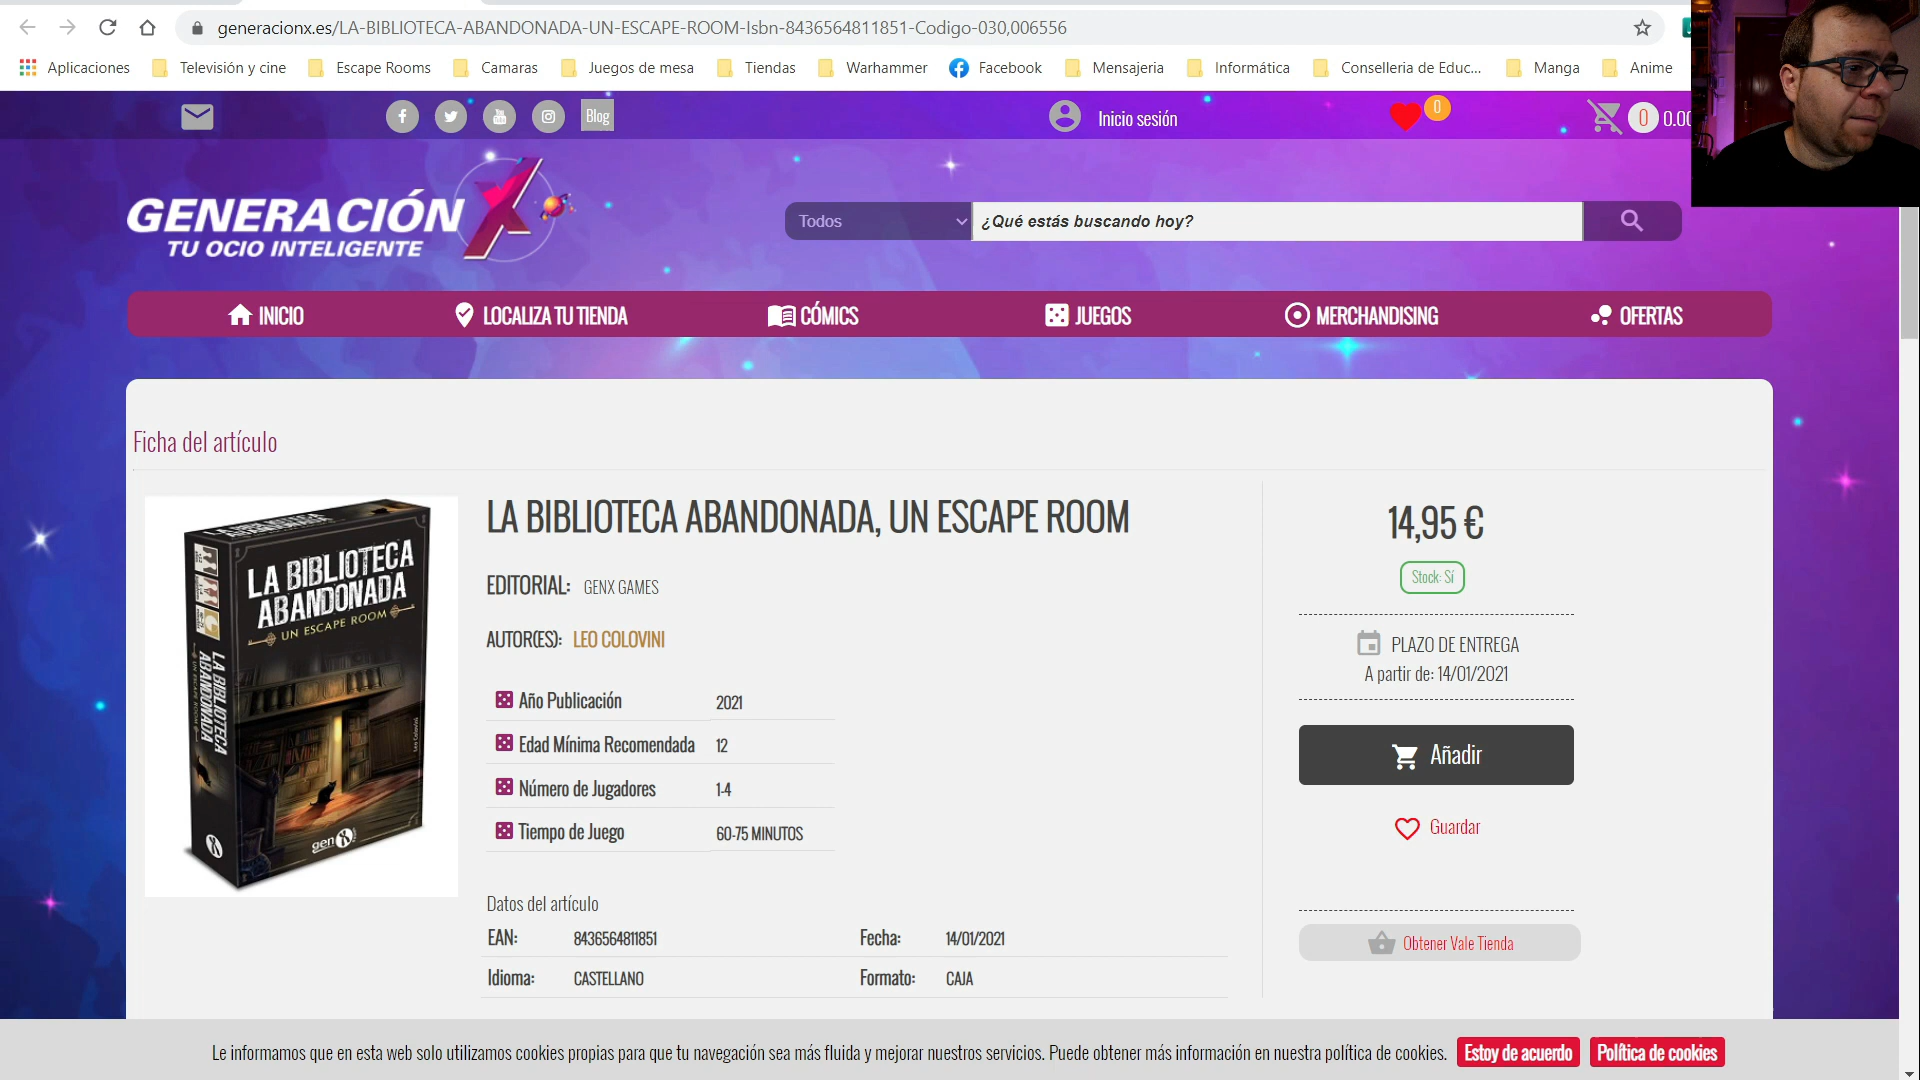 generacionx.es/LA-BIBLIOTECA-ABANDONADA-UN-ESCAPE-ROOM-Isbn-8436564811851-Codigo-030,006556
Aplicaciones Televisión y cine Escape Rooms Camaras Juegos de mesa Tiendas Warhammer Facebook Mensajeria Informática Conselleria de Educ... Manga Anime
Blog Inicio sesión 0 0 0.00
GENERACIÓN X
TU OCIO INTELIGENTE
Todos ¿Qué estás buscando hoy?
INICIO LOCALIZA TU TIENDA CÓMICS JUEGOS MERCHANDISING OFERTAS
Ficha del artículo
LA BIBLIOTECA
ABANDONADA
UN ESCAPE ROOM
LA BIBLIOTECA
ABANDONADA
Leo Colovini
gen X
LA BIBLIOTECA ABANDONADA, UN ESCAPE ROOM
EDITORIAL: GENX GAMES
AUTOR(ES): LEO COLOVINI
Año Publicación 2021
Edad Mínima Recomendada 12
Número de Jugadores 1-4
Tiempo de Juego 60-75 MINUTOS
Datos del artículo
EAN: 8436564811851 Fecha: 14/01/2021
Idioma: CASTELLANO Formato: CAJA
14,95 €
Stock: Sí
PLAZO DE ENTREGA
A partir de: 14/01/2021
Añadir
Guardar
Obtener Vale Tienda
Le informamos que en esta web solo utilizamos cookies propias para que tu navegación sea más fluida y mejorar nuestros servicios. Puede obtener más información en nuestra política de cookies. Estoy de acuerdo Política de cookies